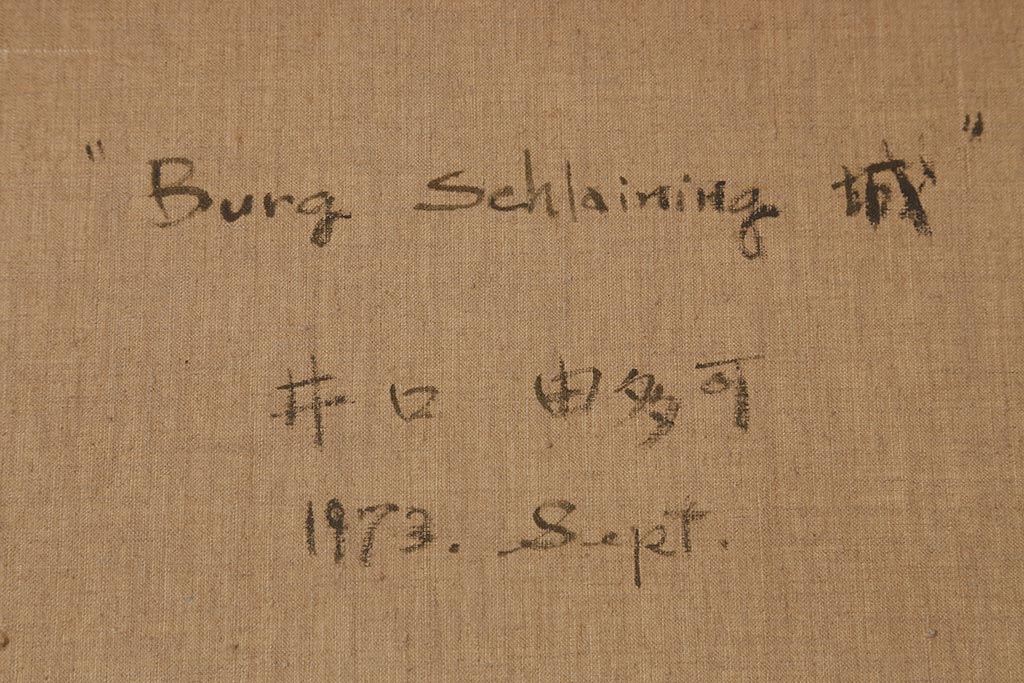 "Burg Schlaining 城"
井口 由多可
1973. Sept.